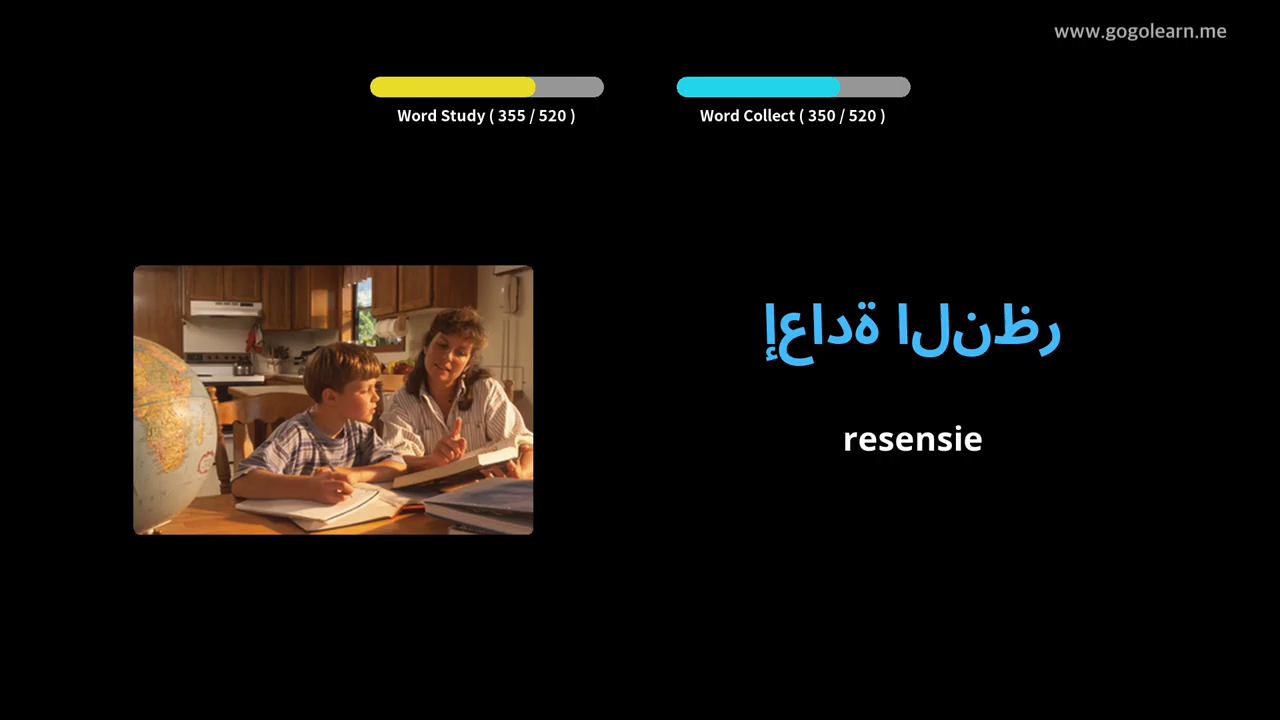 www.gogolearn.me
Word Study ( 355 / 520 )
Word Collect ( 350 / 520 )
إعادة النظر
resensie